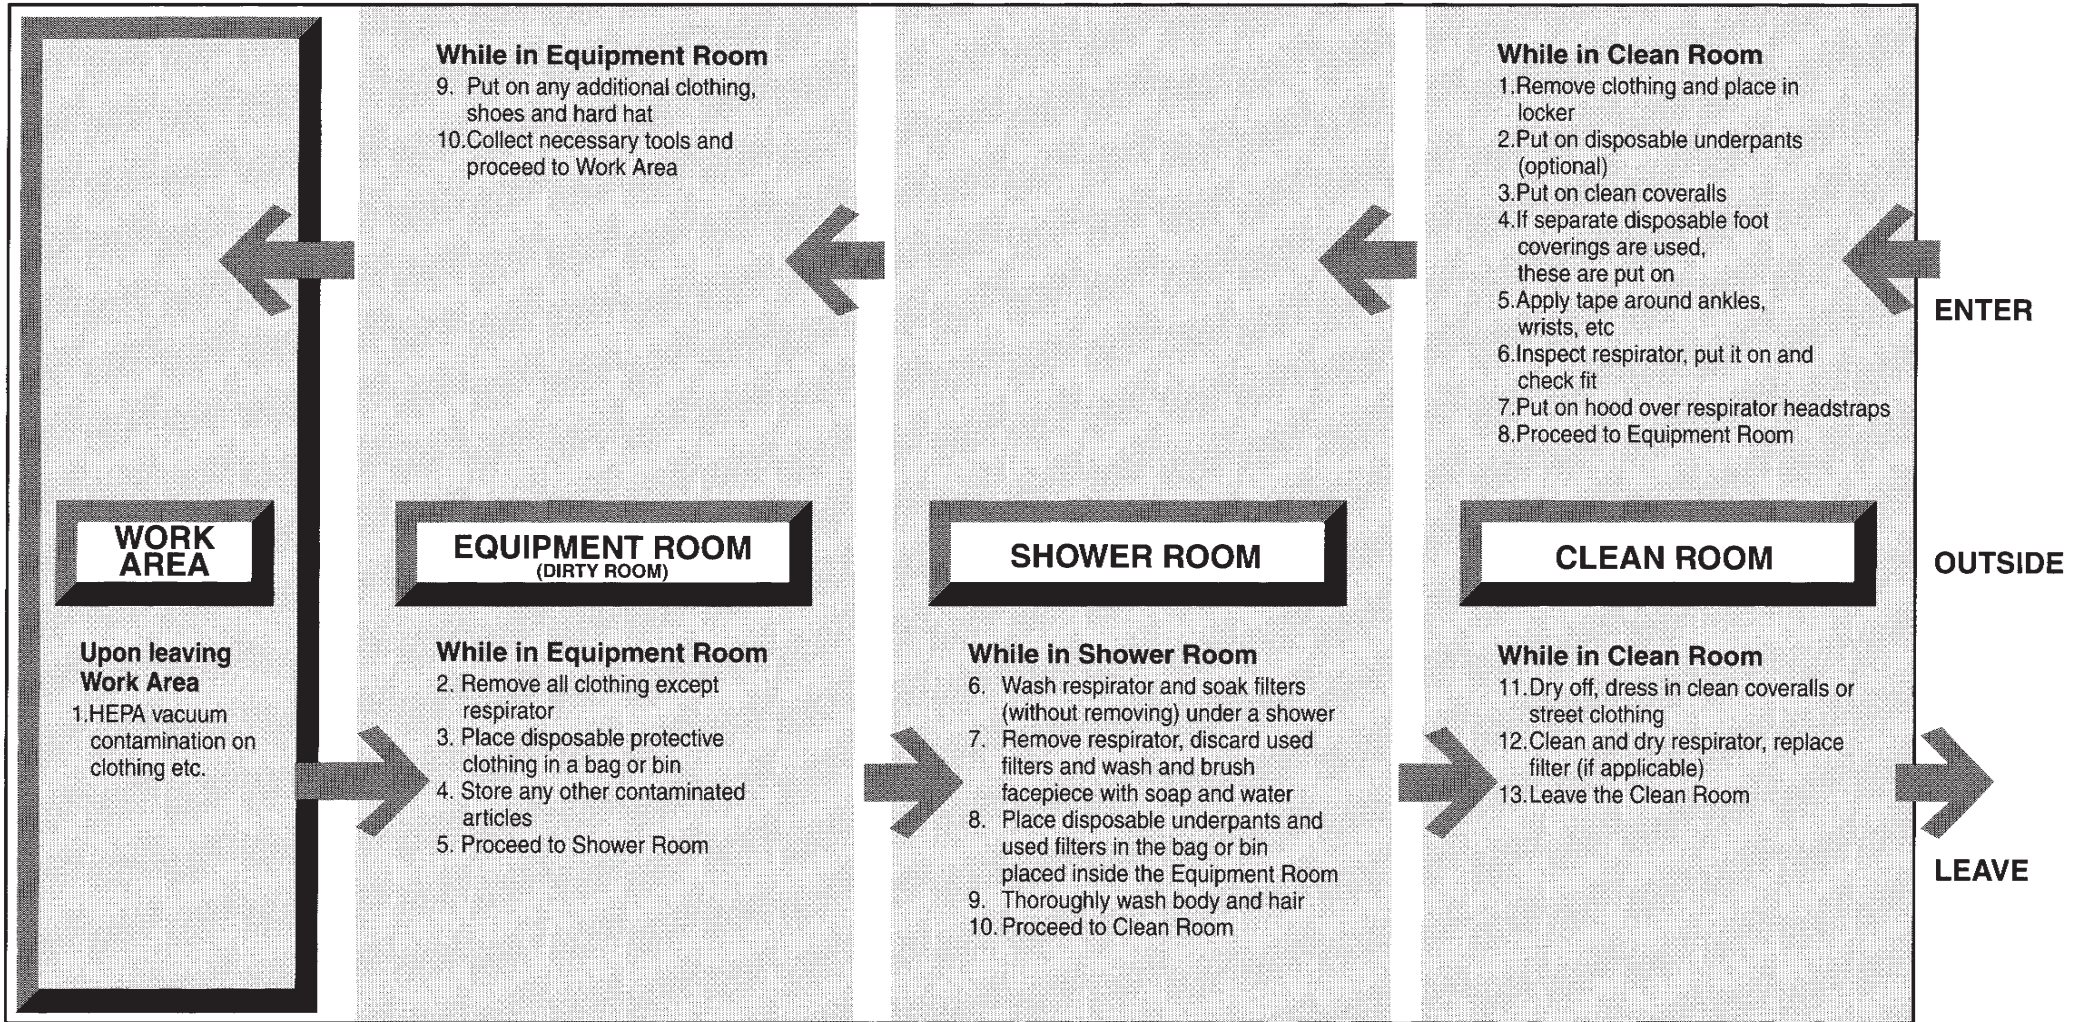 While in Equipment Room
9. Put on any additional clothing,
shoes and hard hat
10.Collect necessary tools and
proceed to Work Area
While in Clean Room
1.Remove clothing and place in
locker
2.Put on disposable underpants
(optional)
3.Put on clean coveralls
4.If separate disposable foot
coverings are used,
these are put on
5.Apply tape around ankles,
wrists, etc
6.Inspect respirator, put it on and
check fit
7.Put on hood over respirator headstraps
8.Proceed to Equipment Room
ENTER
WORK
AREA
EQUIPMENT ROOM
(DIRTY ROOM)
SHOWER ROOM
CLEAN ROOM
OUTSIDE
Upon leaving
Work Area
1.HEPA vacuum
contamination on
clothing etc.
While in Equipment Room
2. Remove all clothing except
respirator
3. Place disposable protective
clothing in a bag or bin
4. Store any other contaminated
articles
5. Proceed to Shower Room
While in Shower Room
6. Wash respirator and soak filters
(without removing) under a shower
7. Remove respirator, discard used
filters and wash and brush
facepiece with soap and water
8. Place disposable underpants and
used filters in the bag or bin
placed inside the Equipment Room
9. Thoroughly wash body and hair
10. Proceed to Clean Room
While in Clean Room
11.Dry off, dress in clean coveralls or
street clothing
12.Clean and dry respirator, replace
filter (if applicable)
13.Leave the Clean Room
LEAVE